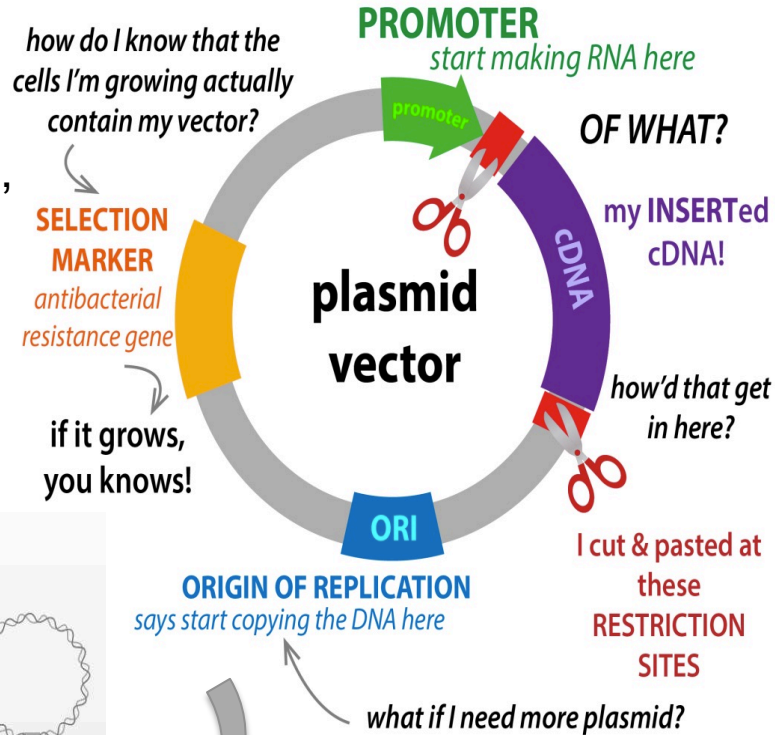 how do I know that the
cells I'm growing actually
contain my vector?
PROMOTER
start making RNA here
promoter
OF WHAT?
,
SELECTION
MARKER
antibacterial
resistance gene
my INSERTed
cDNA!
cDNA
plasmid
vector
if it grows,
you knows!
how'd that get
in here?
ORI
ORIGIN OF REPLICATION
says start copying the DNA here
I cut & pasted at
these
RESTRICTION
SITES
what if I need more plasmid?